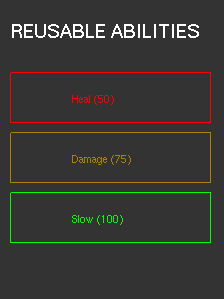 REUSABLE ABILITIES
Heal (50)
Damage (75)
Slow (100)